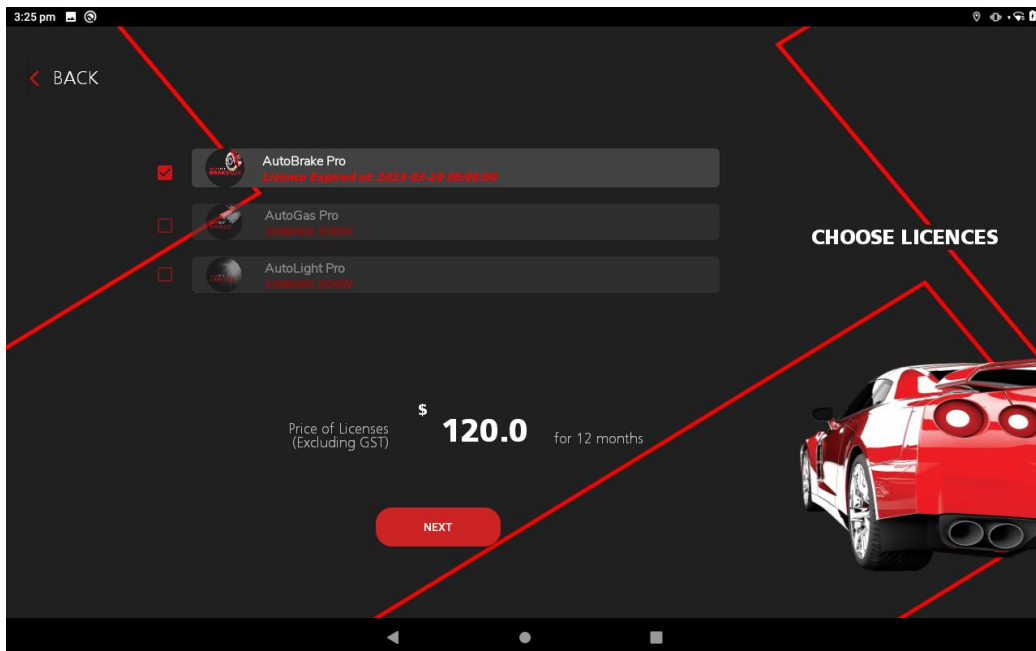 3:25 pm
BACK
AutoBrake Pro
Licence Expired at: 2023-03-20 00:00:00
AutoGas Pro
COMING SOON
AutoLight Pro
COMING SOON
CHOOSE LICENCES
Price of Licenses
(Excluding GST)
$ 120.0
for 12 months
NEXT